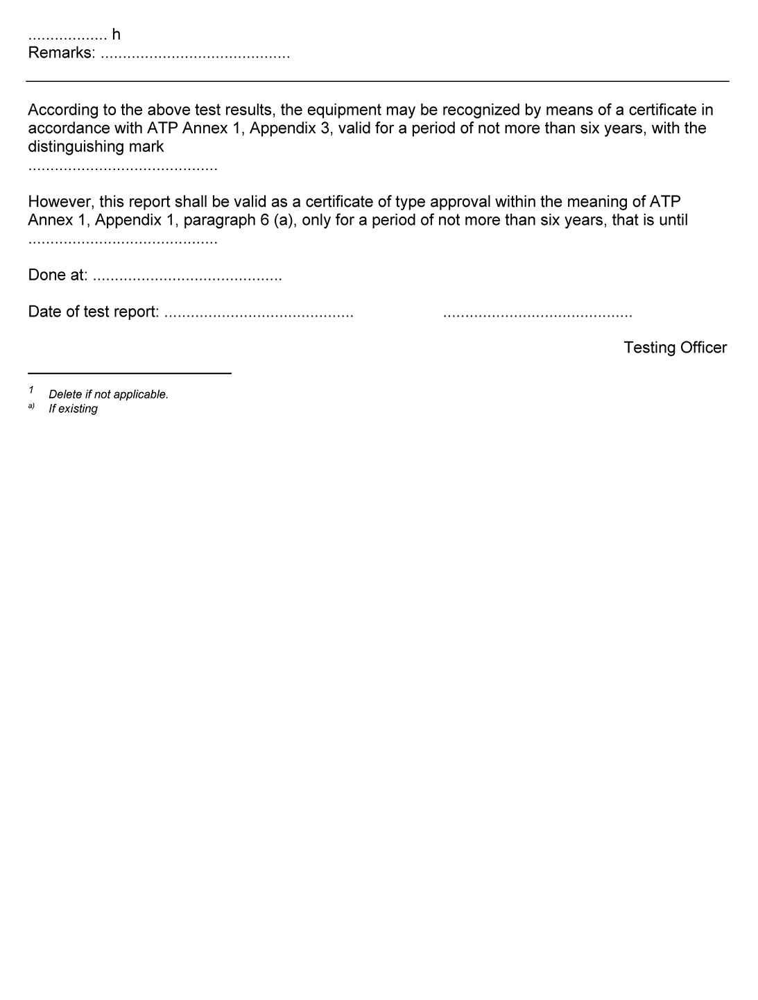 .................. h
Remarks: ...........................................
According to the above test results, the equipment may be recognized by means of a certificate in
accordance with ATP Annex 1, Appendix 3, valid for a period of not more than six years, with the
distinguishing mark
...........................................
However, this report shall be valid as a certificate of type approval within the meaning of ATP
Annex 1, Appendix 1, paragraph 6 (a), only for a period of not more than six years, that is until
...........................................
Done at: ...........................................
Date of test report: ........................................... ...........................................
Testing Officer
1 Delete if not applicable.
a) If existing